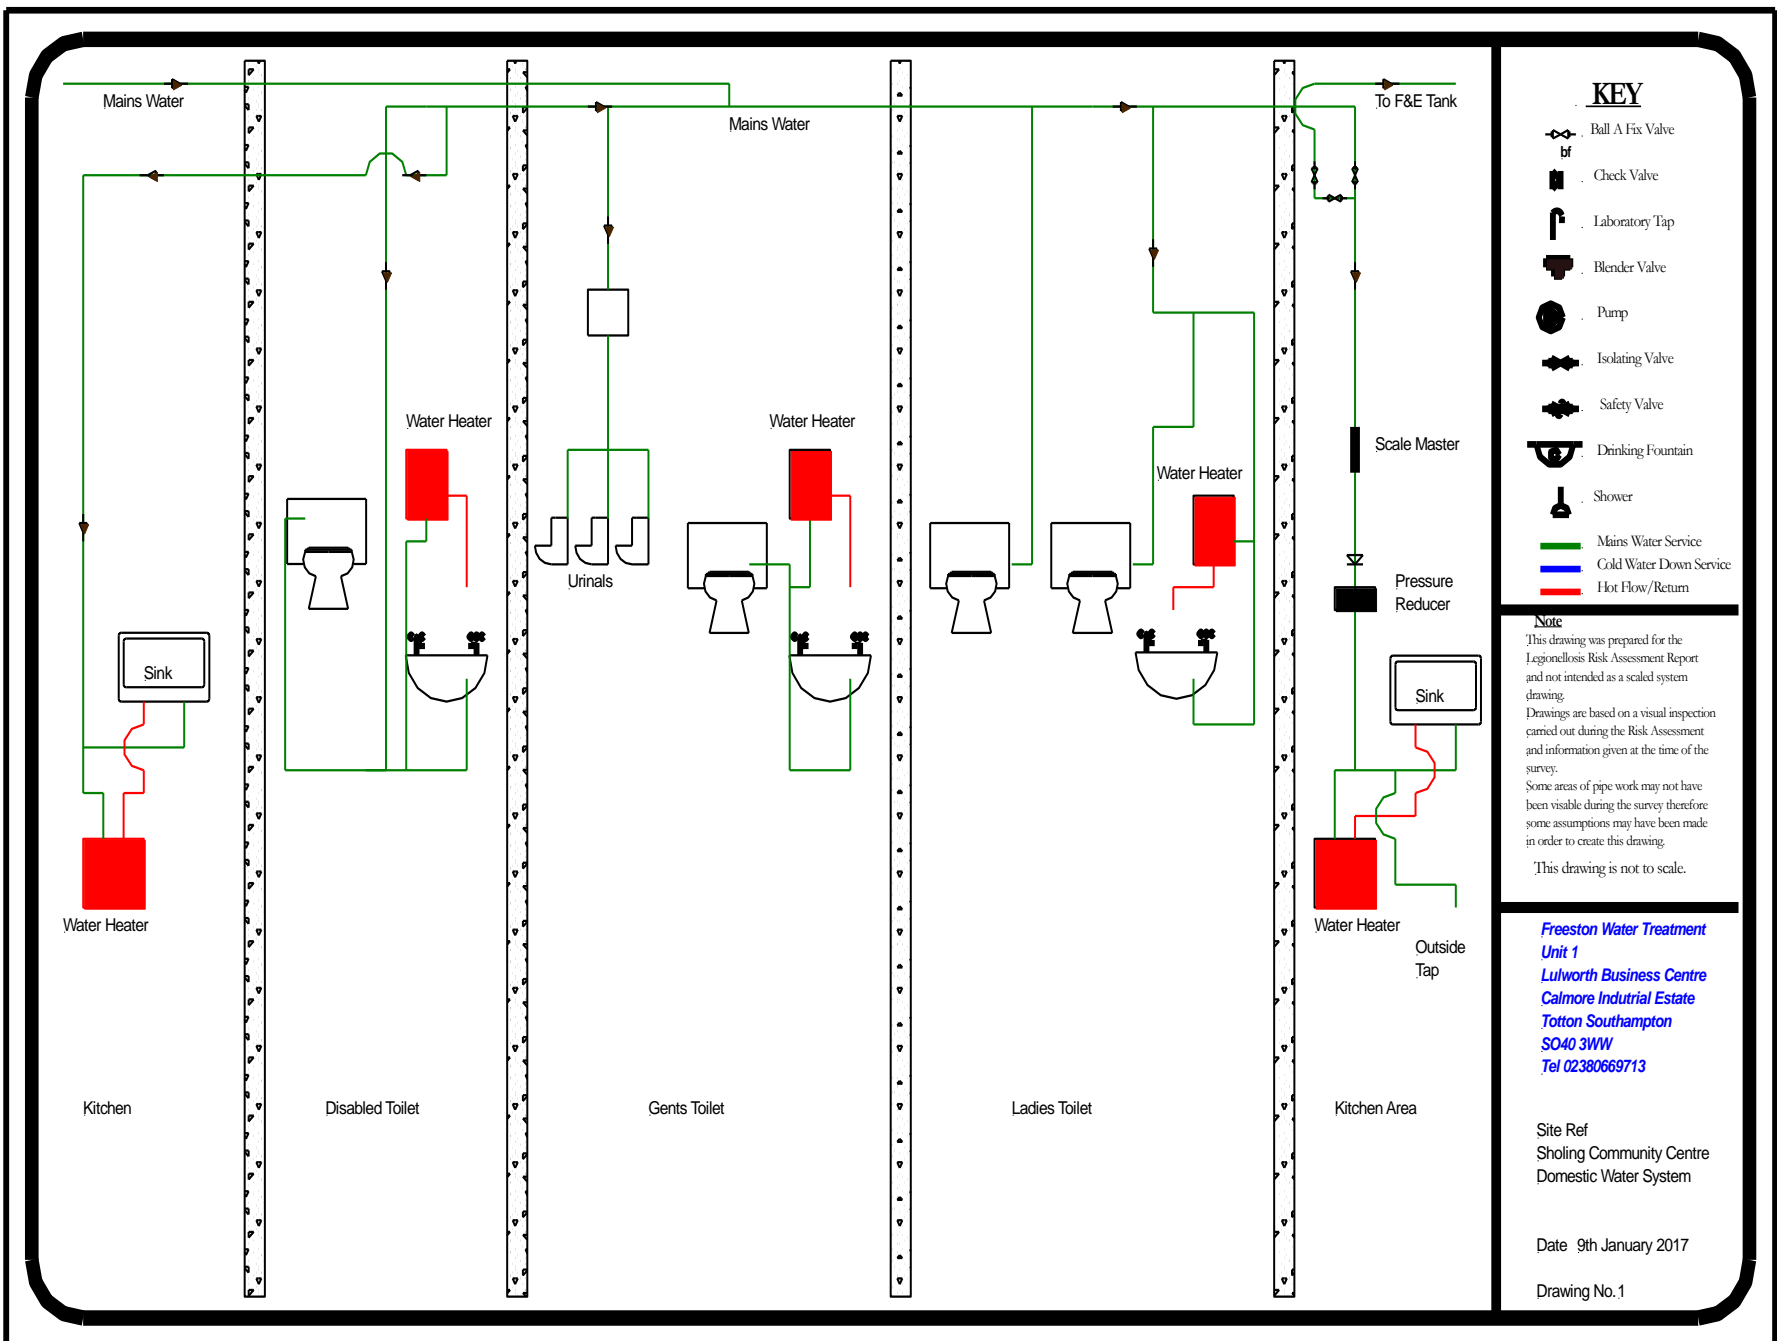 Mains Water
Mains Water
To F&E Tank
Water Heater
Water Heater
Water Heater
Scale Master
Urinals
Pressure
Reducer
Sink
Sink
Water Heater
Water Heater
Outside
Tap
Kitchen
Disabled Toilet
Gents Toilet
Ladies Toilet
Kitchen Area
KEY
Ball A Fix Valve
bf
Check Valve
Laboratory Tap
Blender Valve
Pump
Isolating Valve
Safety Valve
Drinking Fountain
Shower
Mains Water Service
Cold Water Down Service
Hot Flow/Return
Note
This drawing was prepared for the
Legionellosis Risk Assessment Report
and not intended as a scaled system
drawing.
Drawings are based on a visual inspection
carried out during the Risk Assessment
and information given at the time of the
survey.
Some areas of pipe work may not have
been visable during the survey therefore
some assumptions may have been made
in order to create this drawing.
This drawing is not to scale.
Freeston Water Treatment
Unit 1
Lulworth Business Centre
Calmore Indutrial Estate
Totton Southampton
SO40 3WW
Tel 02380669713
Site Ref
Sholing Community Centre
Domestic Water System
Date 9th January 2017
Drawing No.1